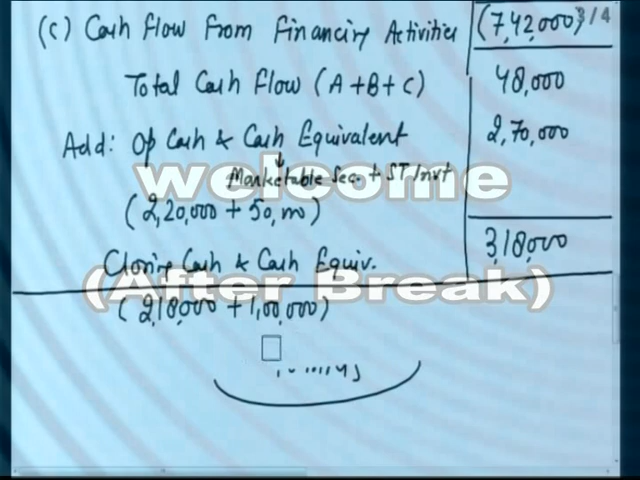 (C) Cash Flow From Financing Activities (7,42,000) 3/4
Total Cash Flow (A+B+C) 48,000
Add: Op Cash & Cash Equivalent 2,70,000
welcome
Marketable Sec. + ST Invt
(2,20,000 + 50,000)
3,18,000
Closing Cash & Cash Equiv.
(After Break)
(2,18,000 + 1,00,000)